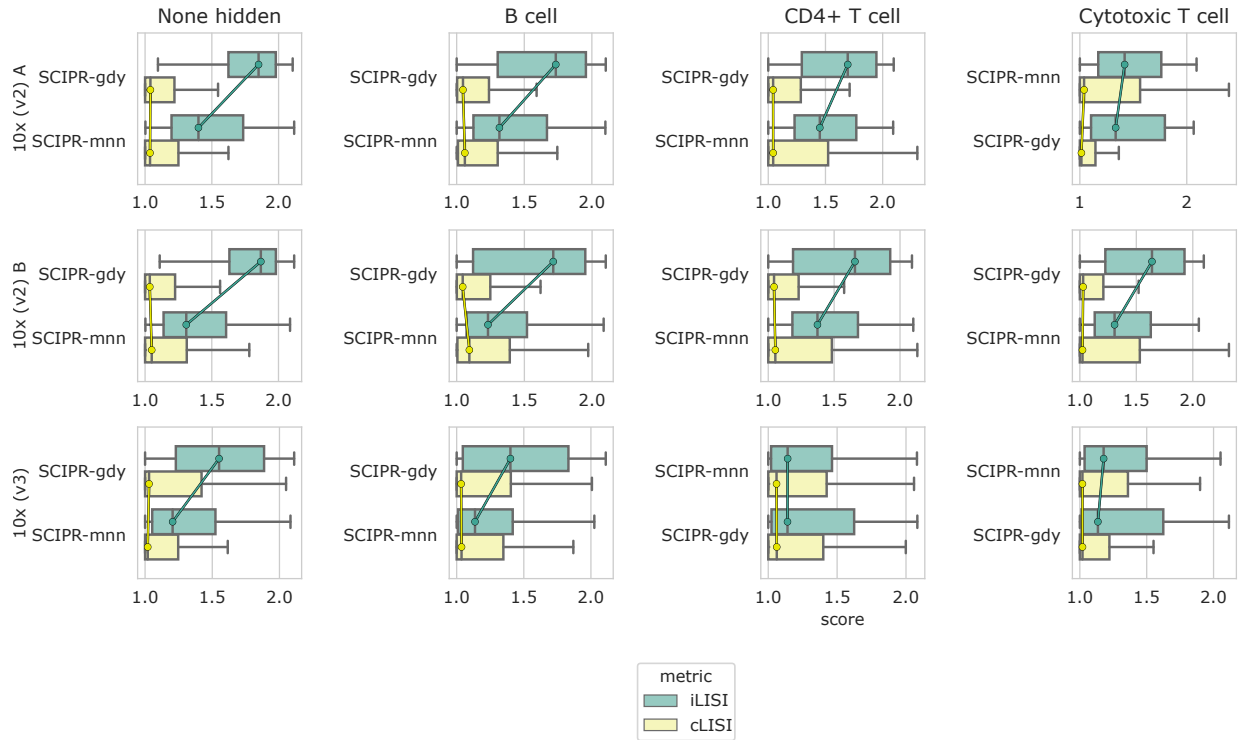 None hidden
B cell
CD4+ T cell
Cytotoxic T cell
10x (v2) A
SCIPR-gdy
SCIPR-mnn
1.0 1.5 2.0
SCIPR-gdy
SCIPR-mnn
1.0 1.5 2.0
SCIPR-gdy
SCIPR-mnn
1.0 1.5 2.0
SCIPR-mnn
SCIPR-gdy
1 2
10x (v2) B
SCIPR-gdy
SCIPR-mnn
1.0 1.5 2.0
SCIPR-gdy
SCIPR-mnn
1.0 1.5 2.0
SCIPR-gdy
SCIPR-mnn
1.0 1.5 2.0
SCIPR-gdy
SCIPR-mnn
1.0 1.5 2.0
10x (v3)
SCIPR-gdy
SCIPR-mnn
1.0 1.5 2.0
SCIPR-gdy
SCIPR-mnn
1.0 1.5 2.0
SCIPR-mnn
SCIPR-gdy
1.0 1.5 2.0
score
SCIPR-mnn
SCIPR-gdy
1.0 1.5 2.0
metric
iLISI
cLISI